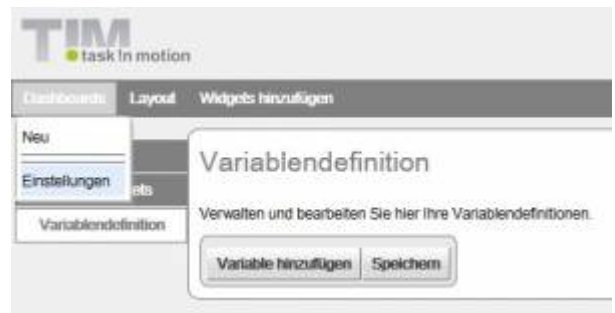 TIM
task!n motion
Dashboards Layout Widgets hinzufügen
Neu
Einstellungen
ets
Variablendefinition
Variablendefinition
Verwalten und bearbeiten Sie hier Ihre Variablendefinitionen.
Variable hinzufügen Speichern